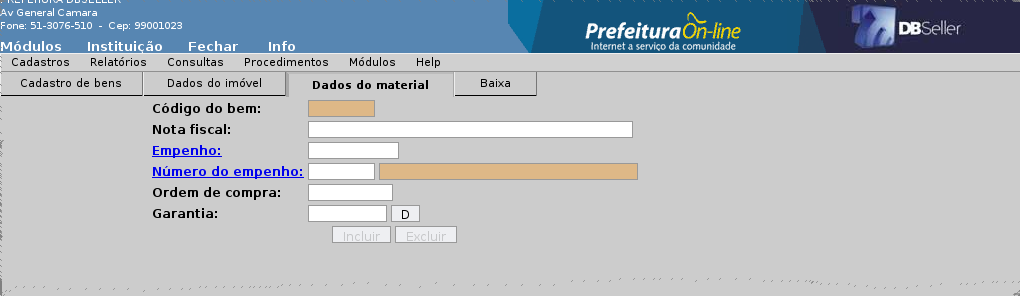 PREFEITURA DBSELLER
Av General Camara
Fone: 51-3076-510 - Cep: 99001023
Prefeitura On-line
Internet a serviço da comunidade
DBSeller
Módulos Instituição Fechar Info
Cadastros Relatórios Consultas Procedimentos Módulos Help
Cadastro de bens Dados do imóvel Dados do material Baixa
Código do bem:
Nota fiscal:
Empenho:
Número do empenho:
Ordem de compra:
Garantia: D
Incluir Excluir